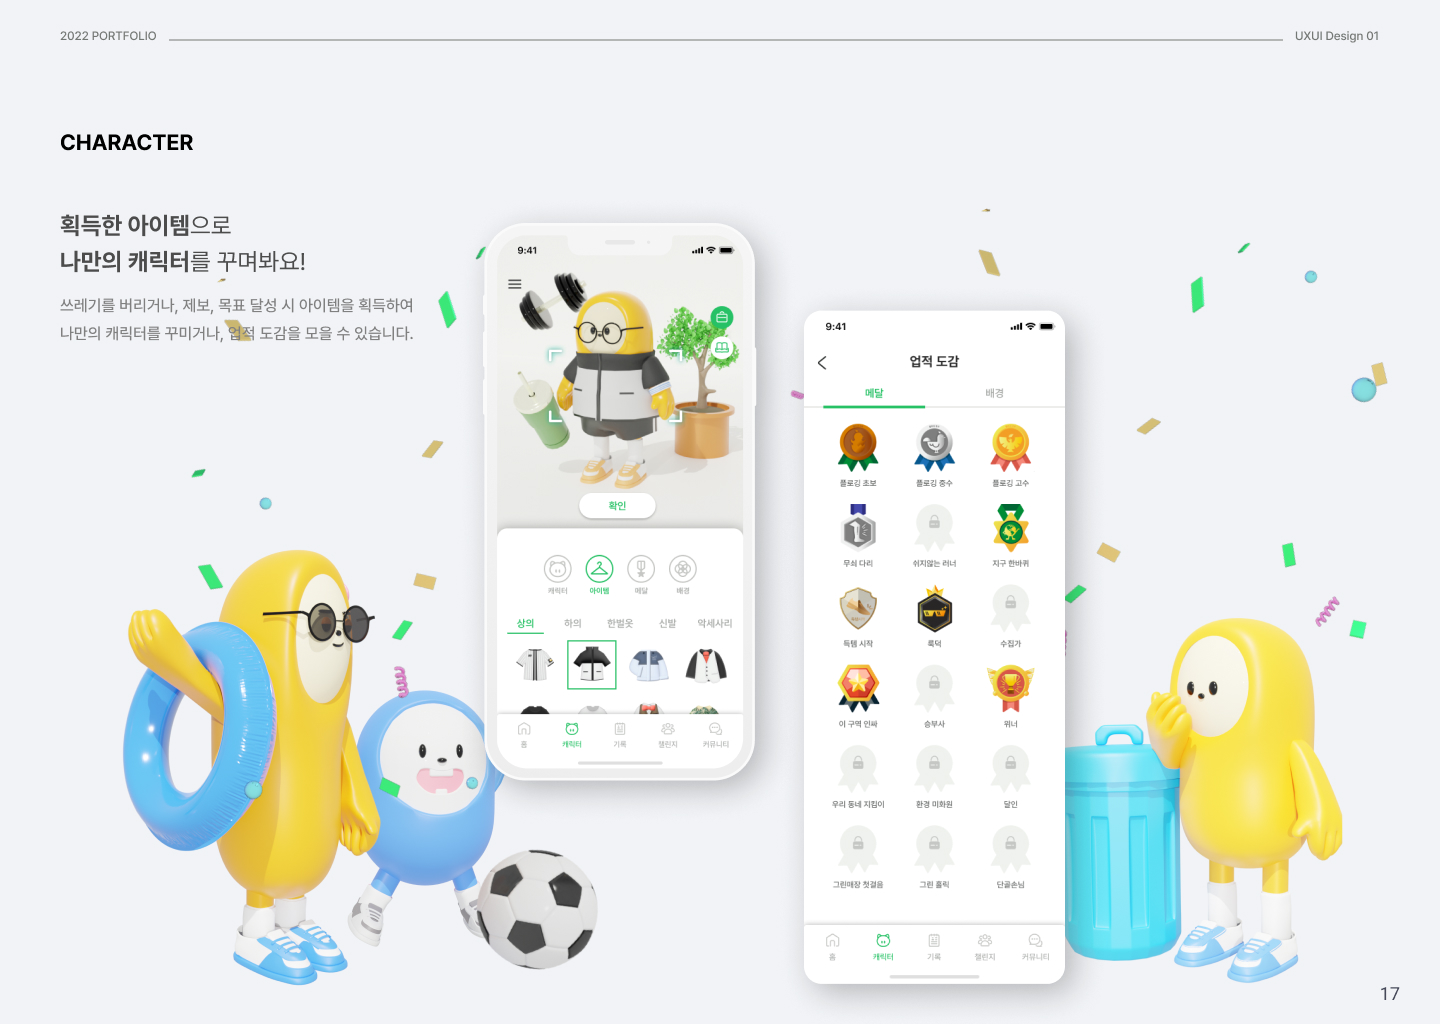 2022 PORTFOLIO
UXUI Design 01
CHARACTER
획득한 아이템으로
나만의 캐릭터를 꾸며봐요!
쓰레기를 버리거나, 제보, 목표 달성 시 아이템을 획득하여
나만의 캐릭터를 꾸미거나, 업적 도감을 모을 수 있습니다.
9:41
확인
캐릭터 아이템 메달 배경
상의 하의 한벌옷 신발 악세사리
홈 캐릭터 기록 챌린지 커뮤니티
9:41
업적 도감
메달 배경
플로깅 초보 플로깅 중수 플로깅 고수
무쇠 다리 쉬지않는 러너 지구 한바퀴
득템 시작 룩덕 수집가
이 구역 인싸 승부사 위너
우리 동네 지킴이 환경 미화원 달인
그린매장 첫걸음 그린 홀릭 단골손님
홈 캐릭터 기록 챌린지 커뮤니티
17